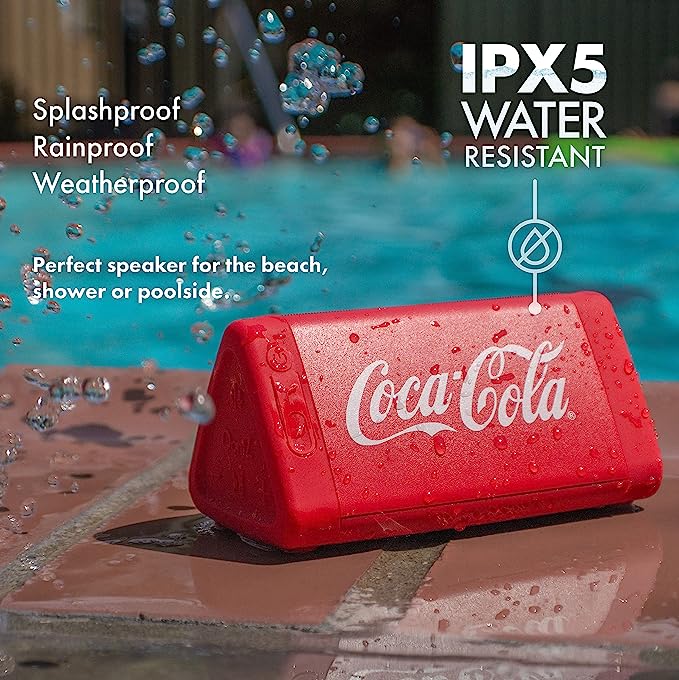 Splashproof
Rainproof
Weatherproof
Perfect speaker for the beach,
shower or poolside.
IPX5
WATER
RESISTANT
Coca-Cola®